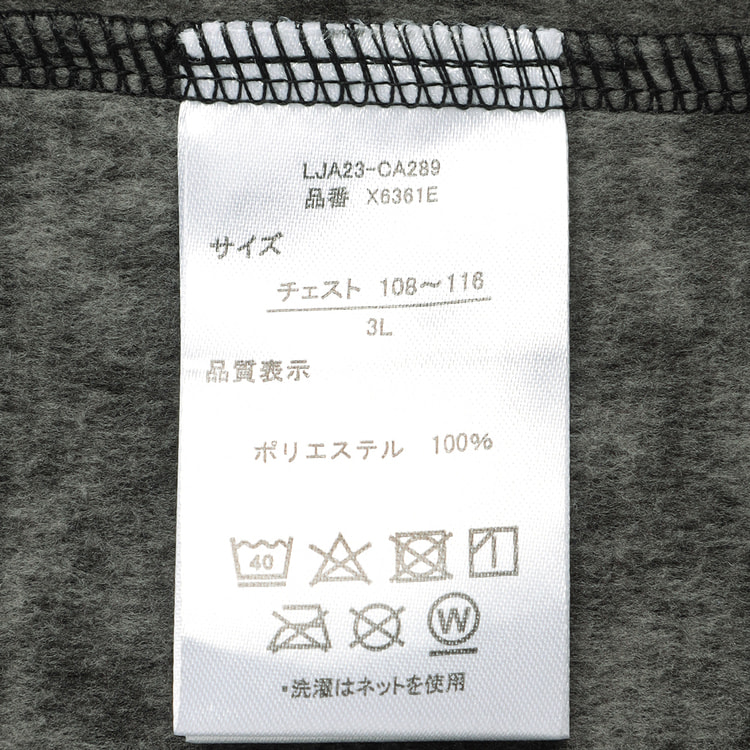 LJA23-CA289
品番 X6361E
サイズ
チェスト 108～116
3L
品質表示
ポリエステル 100%
40
W
・洗濯はネットを使用